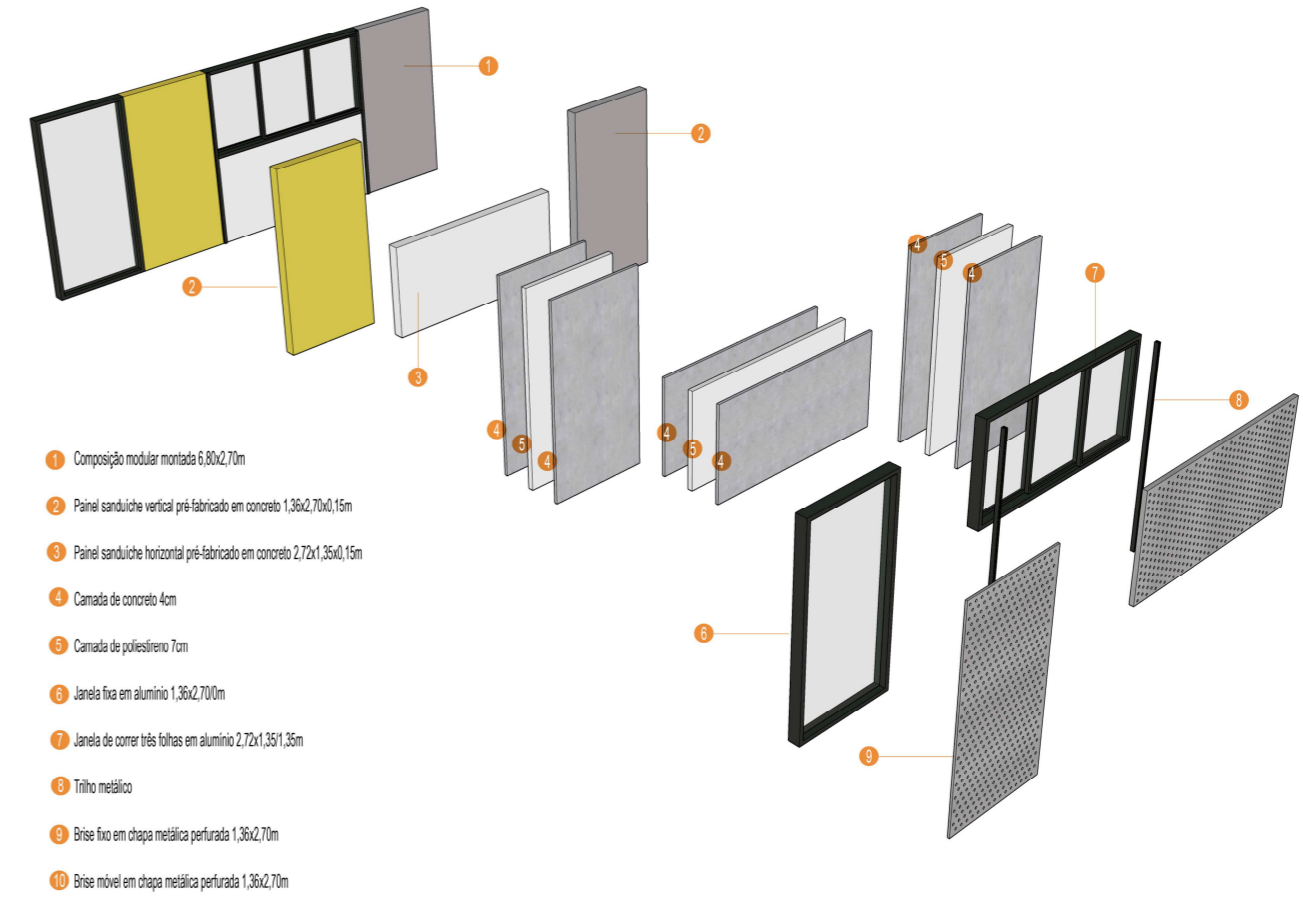 1
2
2
3
4
5
4
4
5
4
4
5
4
7
8
6
9
1 Composição modular montada 6,80x2,70m
2 Painel sanduíche vertical pré-fabricado em concreto 1,36x2,70x0,15m
3 Painel sanduíche horizontal pré-fabricado em concreto 2,72x1,35x0,15m
4 Camada de concreto 4cm
5 Camada de poliestireno 7cm
6 Janela fixa em alumínio 1,36x2,70/0m
7 Janela de correr três folhas em alumínio 2,72x1,35/1,35m
8 Trilho metálico
9 Brise fixo em chapa metálica perfurada 1,36x2,70m
10 Brise móvel em chapa metálica perfurada 1,36x2,70m